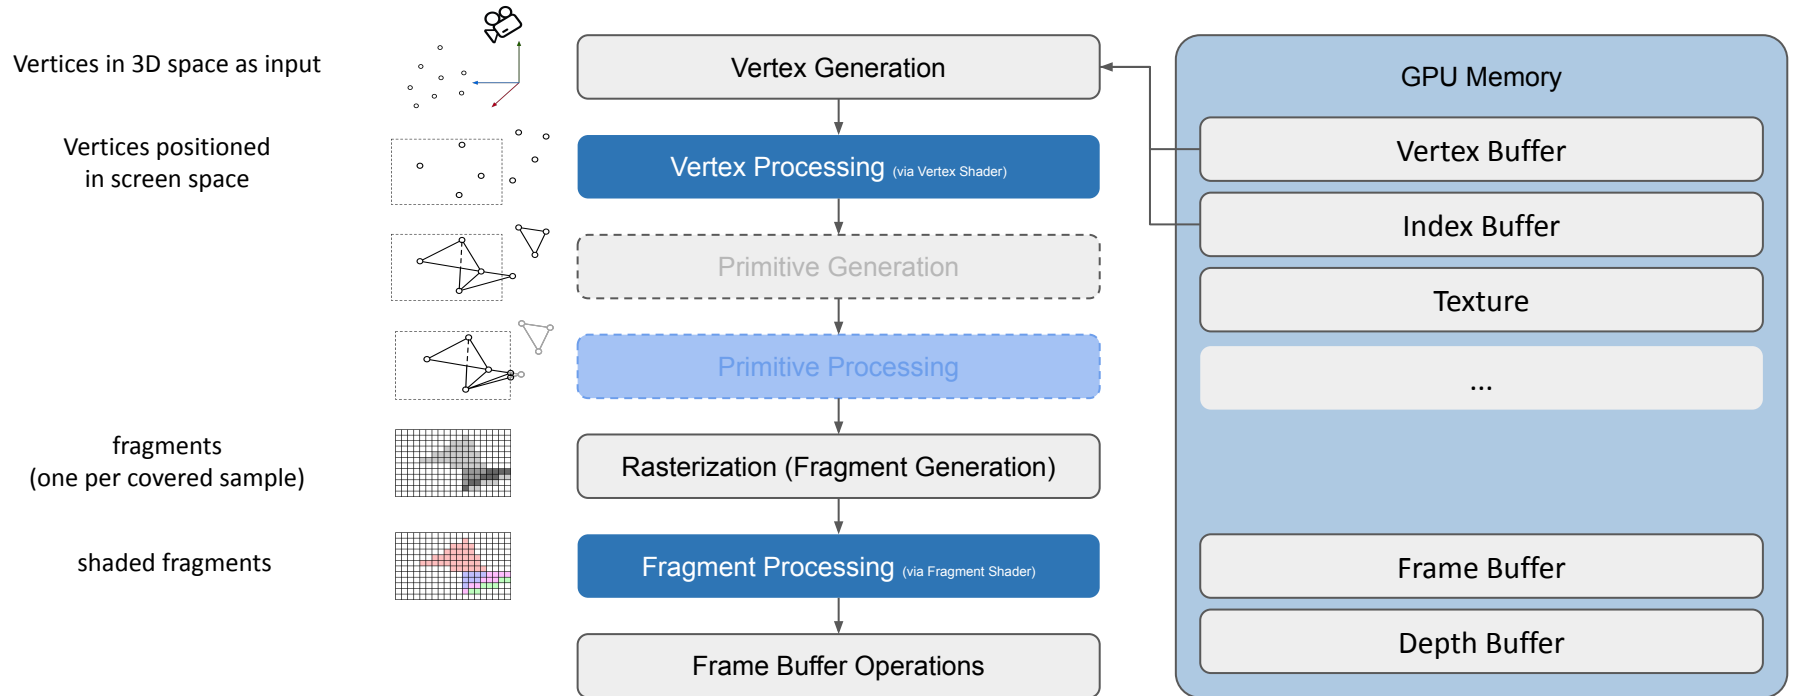 Vertices in 3D space as input
Vertex Generation
GPU Memory
Vertices positioned
in screen space
Vertex Processing (via Vertex Shader)
Vertex Buffer
Index Buffer
Primitive Generation
Texture
Primitive Processing
...
fragments
(one per covered sample)
Rasterization (Fragment Generation)
shaded fragments
Fragment Processing (via Fragment Shader)
Frame Buffer
Depth Buffer
Frame Buffer Operations